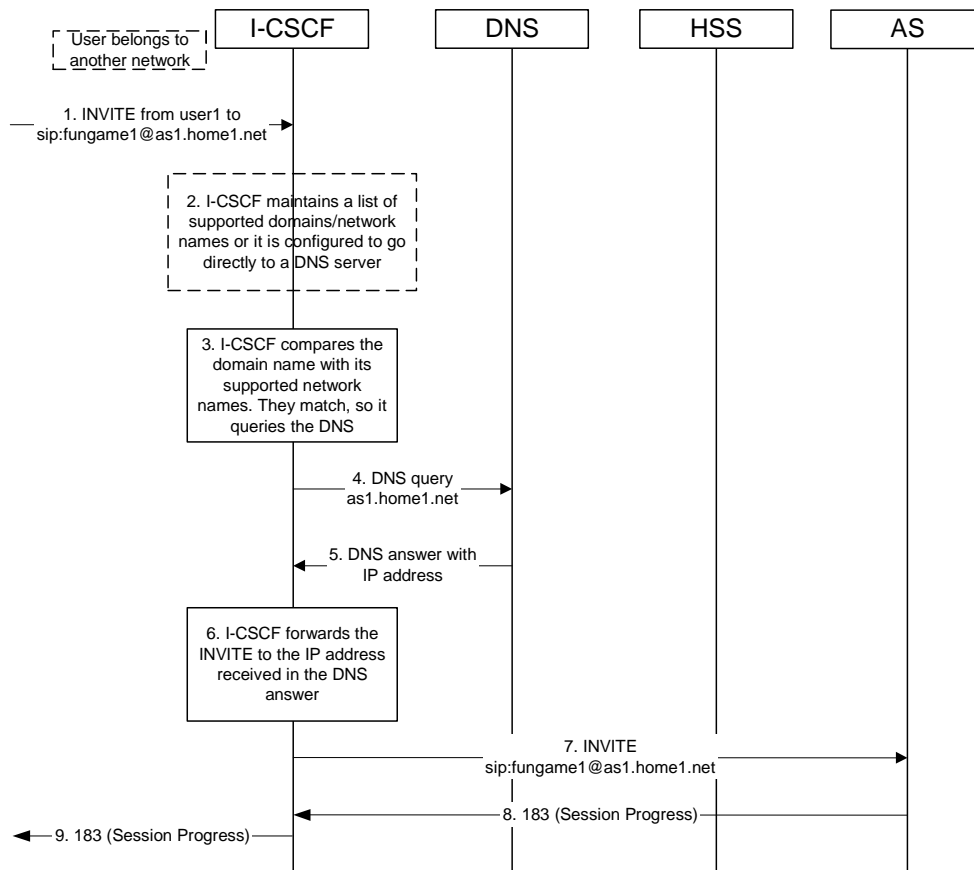 I-CSCF
DNS
HSS
AS
User belongs to
another network
1. INVITE from user1 to
sip:fungame1@as1.home1.net
2. I-CSCF maintains a list of
supported domains/network
names or it is configured to go
directly to a DNS server
3. I-CSCF compares the
domain name with its
supported network
names. They match, so it
queries the DNS
4. DNS query
as1.home1.net
5. DNS answer with
IP address
6. I-CSCF forwards the
INVITE to the IP address
received in the DNS
answer
7. INVITE
sip:fungame1@as1.home1.net
8. 183 (Session Progress)
9. 183 (Session Progress)